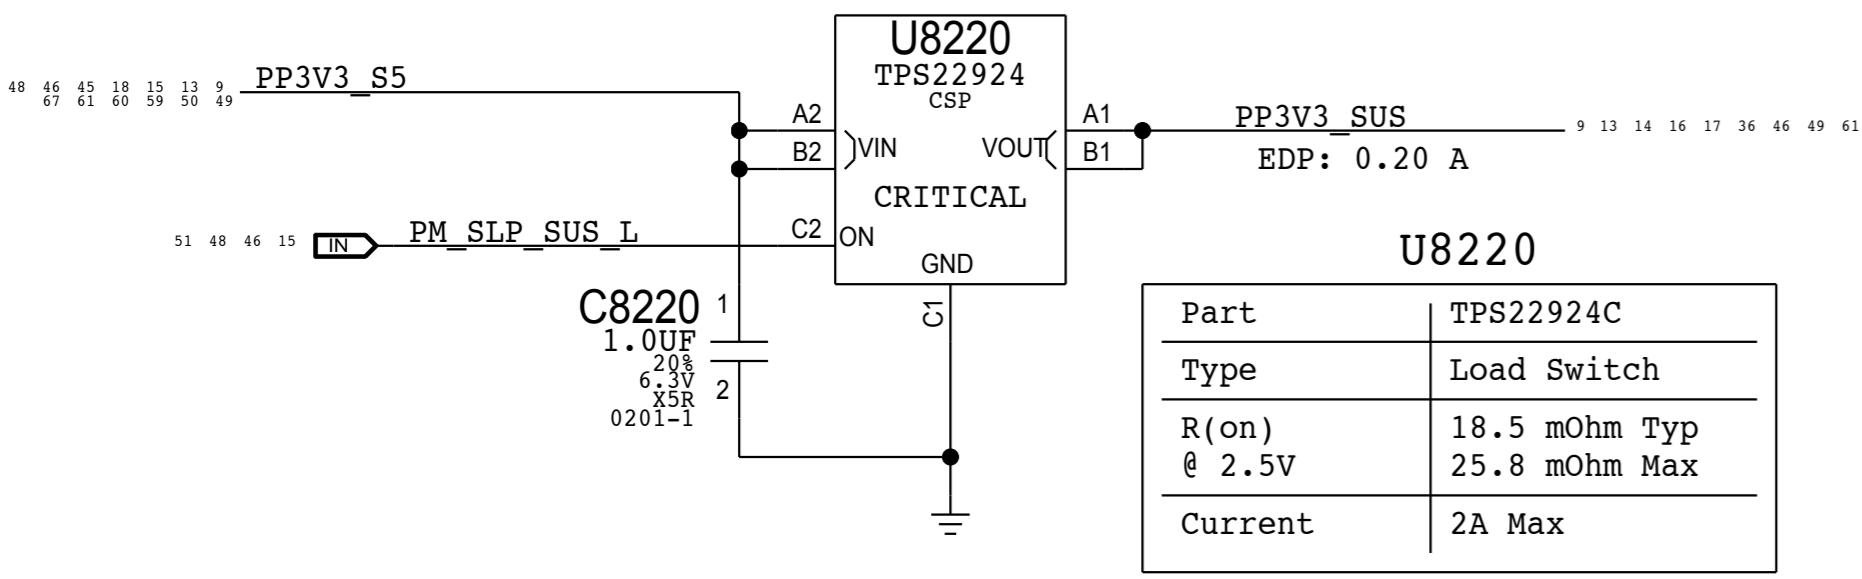 U8220
TPS22924
CSP
48 46 45 18 15 13 9
67 61 60 59 50 49
PP3V3_S5
A2
B2
VIN
VOUT
A1
B1
PP3V3_SUS
9 13 14 16 17 36 46 49 61
EDP: 0.20 A
CRITICAL
51 48 46 15
IN
PM_SLP_SUS_L
C2
ON
GND
C1
C8220
1.0UF
20%
6.3V
X5R
0201-1
1
2
U8220
Part TPS22924C
Type Load Switch
R(on) 18.5 mOhm Typ
@ 2.5V 25.8 mOhm Max
Current 2A Max